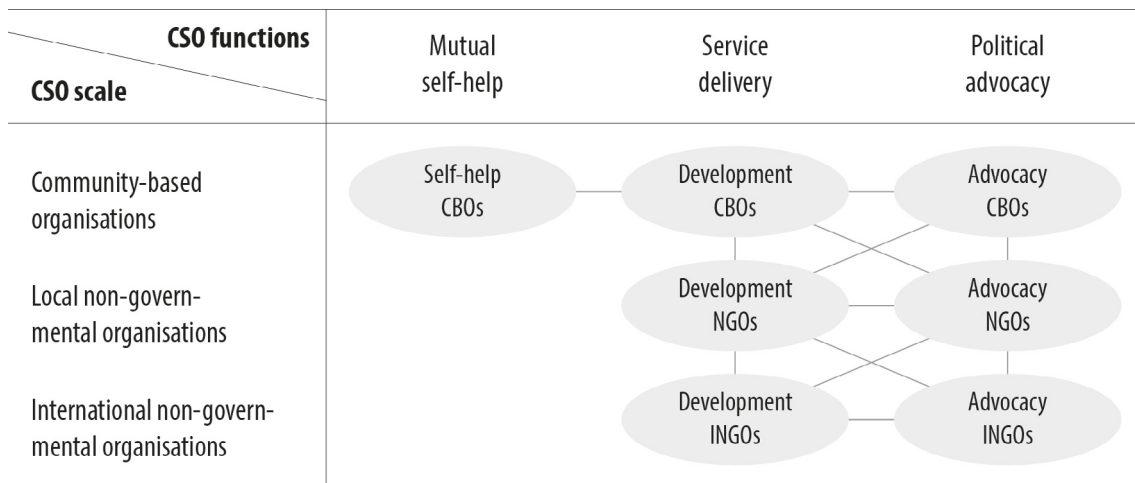 CSO functions
CSO scale
Mutual
self-help
Service
delivery
Political
advocacy
Community-based
organisations
Self-help
CBOs
Development
CBOs
Advocacy
CBOs
Local non-govern-
mental organisations
Development
NGOs
Advocacy
NGOs
International non-govern-
mental organisations
Development
INGOs
Advocacy
INGOs